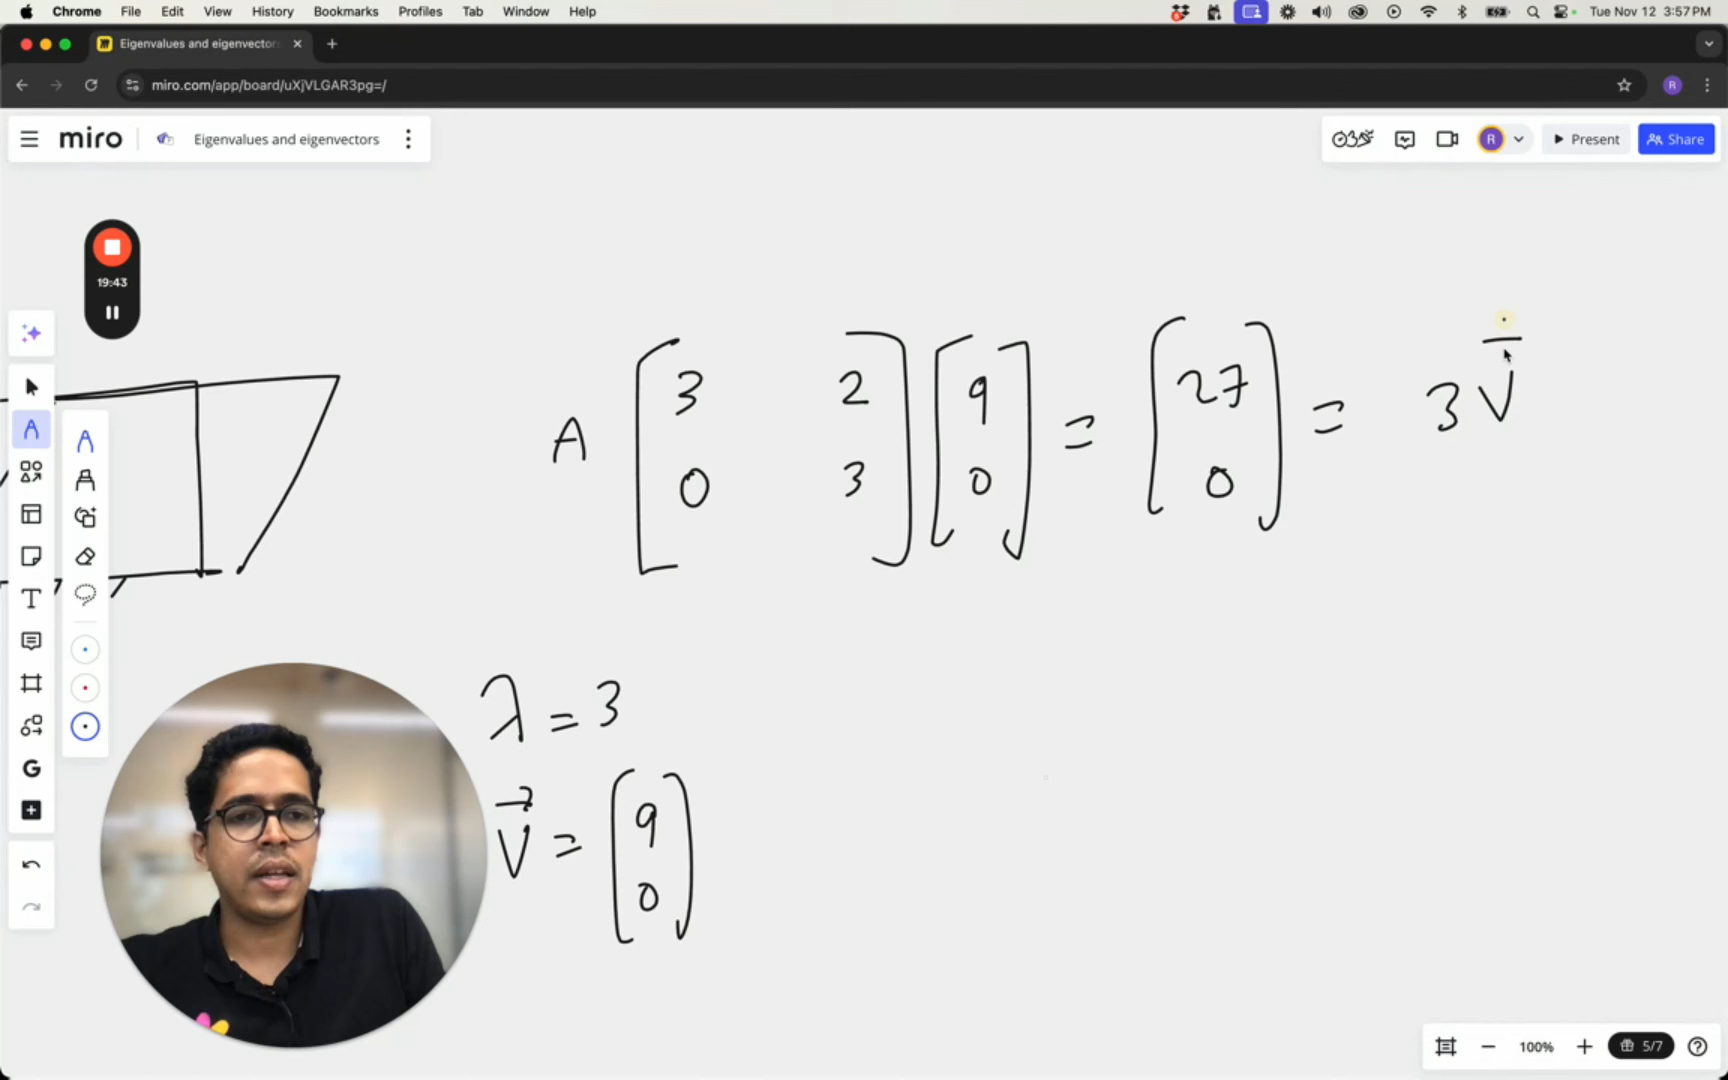 Chrome File Edit View History Bookmarks Profiles Tab Window Help Tue Nov 12 3:57 PM
Eigenvalues and eigenvector
miro.com/app/board/uXjVLGAR3pg=/
miro Eigenvalues and eigenvectors R Present Share
R
19:43
A [3 2 [9 = [27 = 3 V
0 3] 0] 0]
λ = 3
V = [9
0]
T
G
100% 5/7